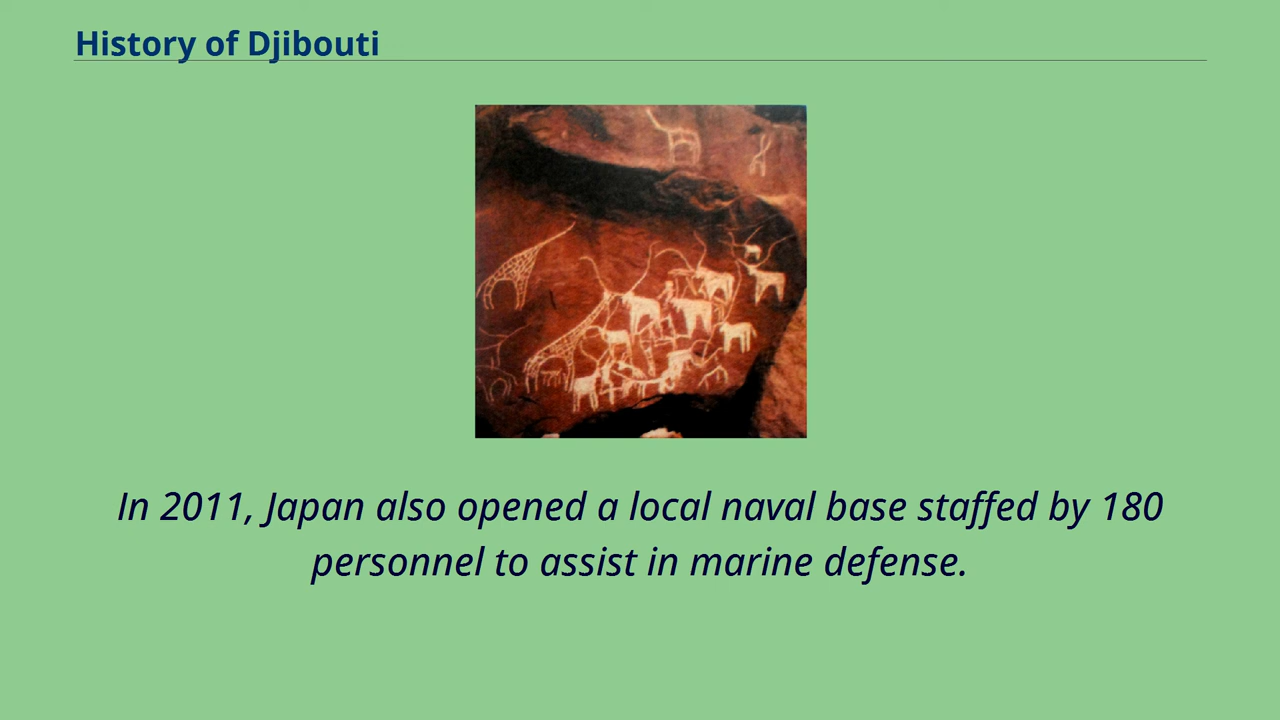 History of Djibouti
In 2011, Japan also opened a local naval base staffed by 180
personnel to assist in marine defense.